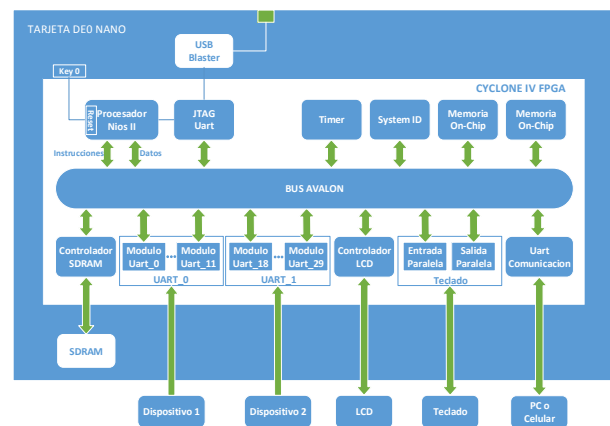 TARJETA DE0 NANO
USB
Blaster
Key 0
CYCLONE IV FPGA
Reset
Procesador
Nios II
JTAG
Uart
Timer
System ID
Memoria
On-Chip
Memoria
On-Chip
Instrucciones
Datos
BUS AVALON
Controlador
SDRAM
Modulo
Uart_0
...
Modulo
Uart_11
UART_0
Modulo
Uart_18
...
Modulo
Uart_29
UART_1
Controlador
LCD
Entrada
Paralela
Salida
Paralela
Teclado
Uart
Comunicacion
SDRAM
Dispositivo 1
Dispositivo 2
LCD
Teclado
PC o
Celular